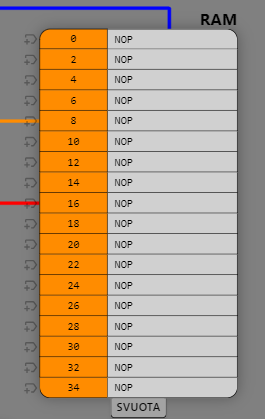 RAM
0 NOP
2 NOP
4 NOP
6 NOP
8 NOP
10 NOP
12 NOP
14 NOP
16 NOP
18 NOP
20 NOP
22 NOP
24 NOP
26 NOP
28 NOP
30 NOP
32 NOP
34 NOP
SVUOTA